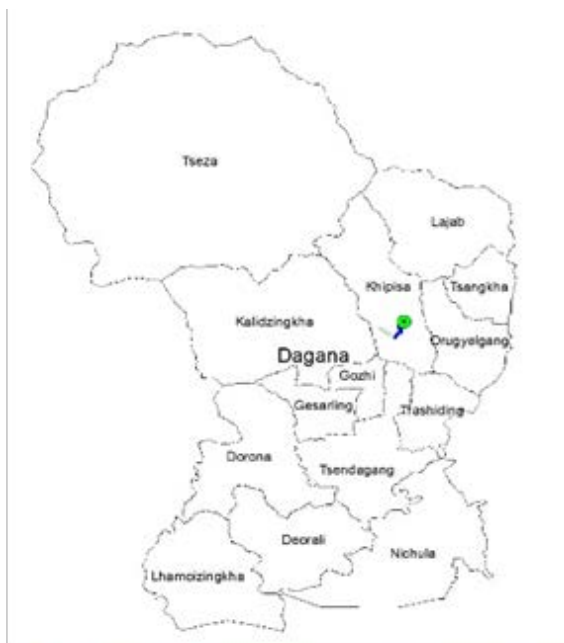 Tseza
Lajab
Khipisa
Tsangkha
Kalidzingkha
Drugyelgang
Dagana
Gozhi
Gesarling
Trashiding
Dorona
Tsendagang
Deorali
Nichula
Lhamoizingkha